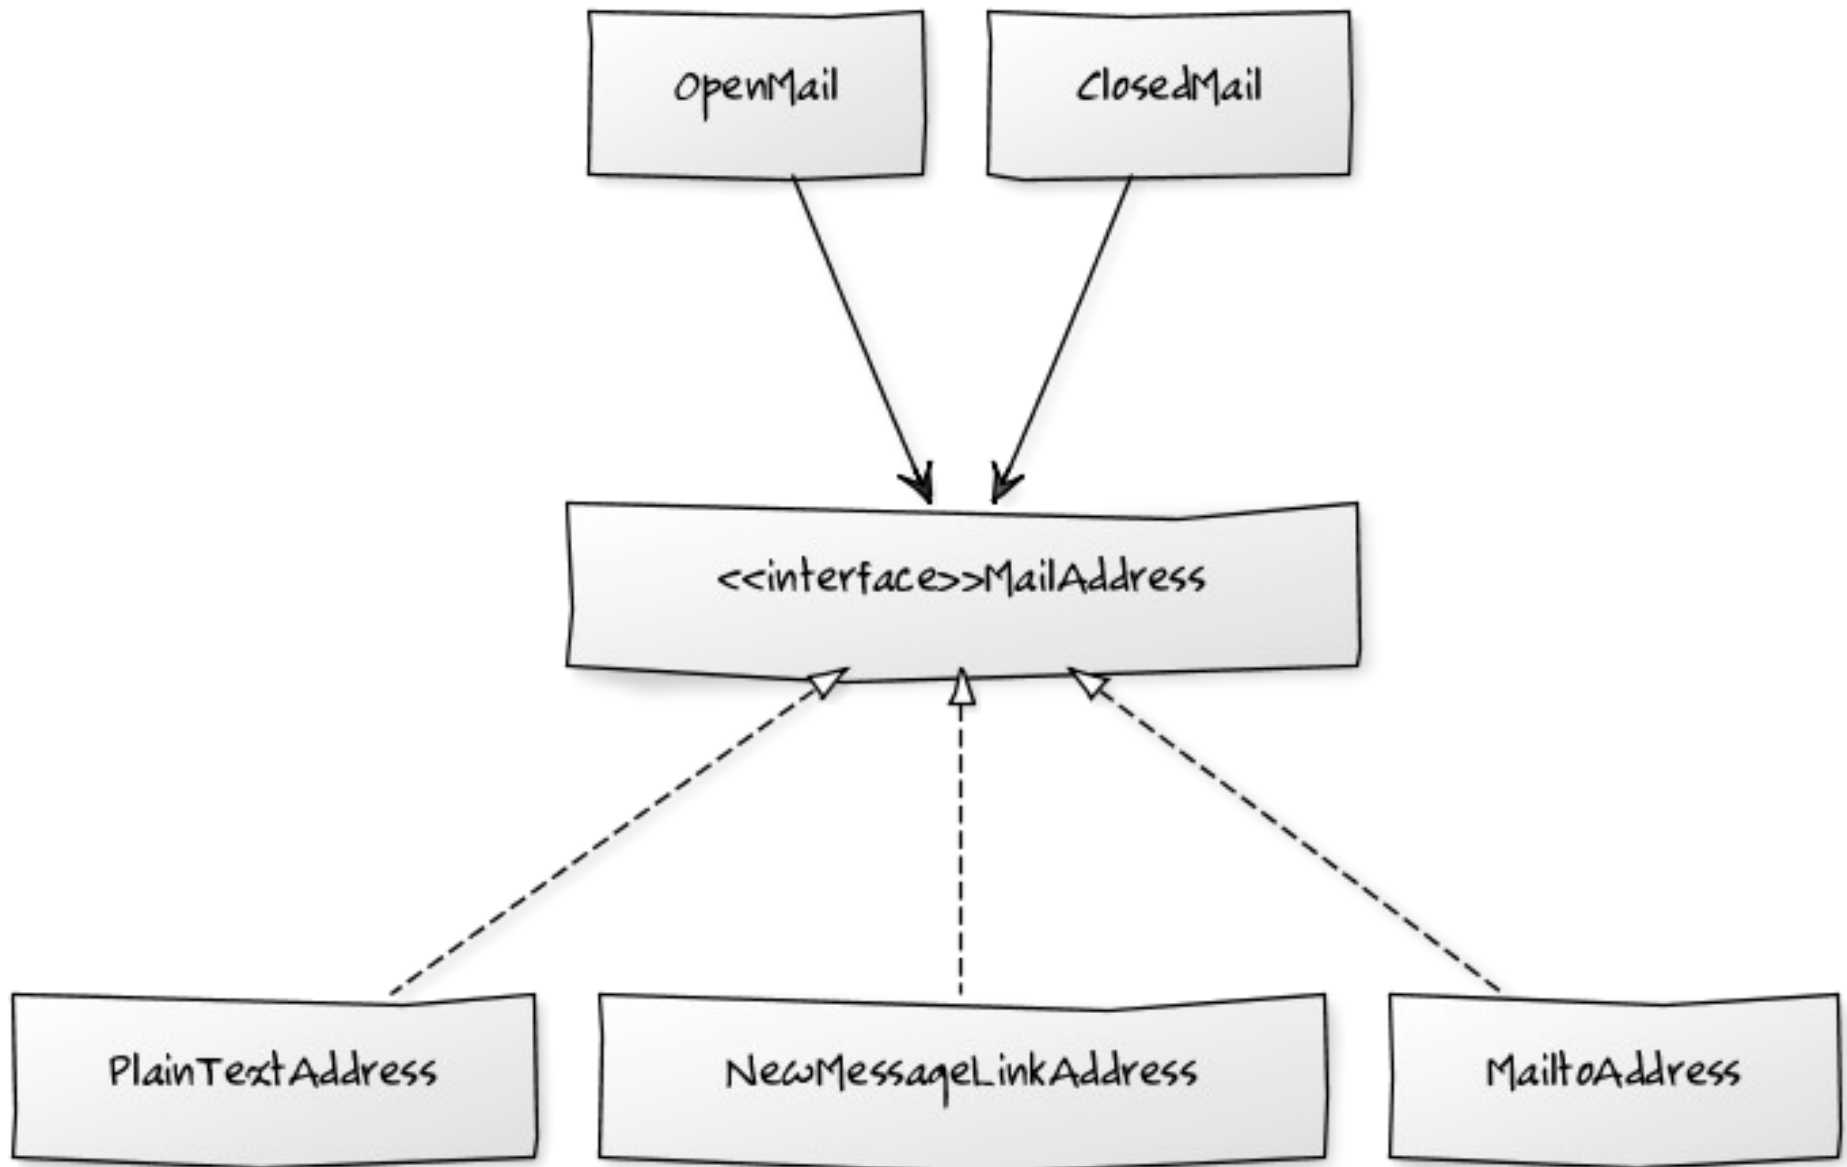 OpenMail
ClosedMail
<<interface>>MailAddress
PlainTextAddress
NewMessageLinkAddress
MailtoAddress